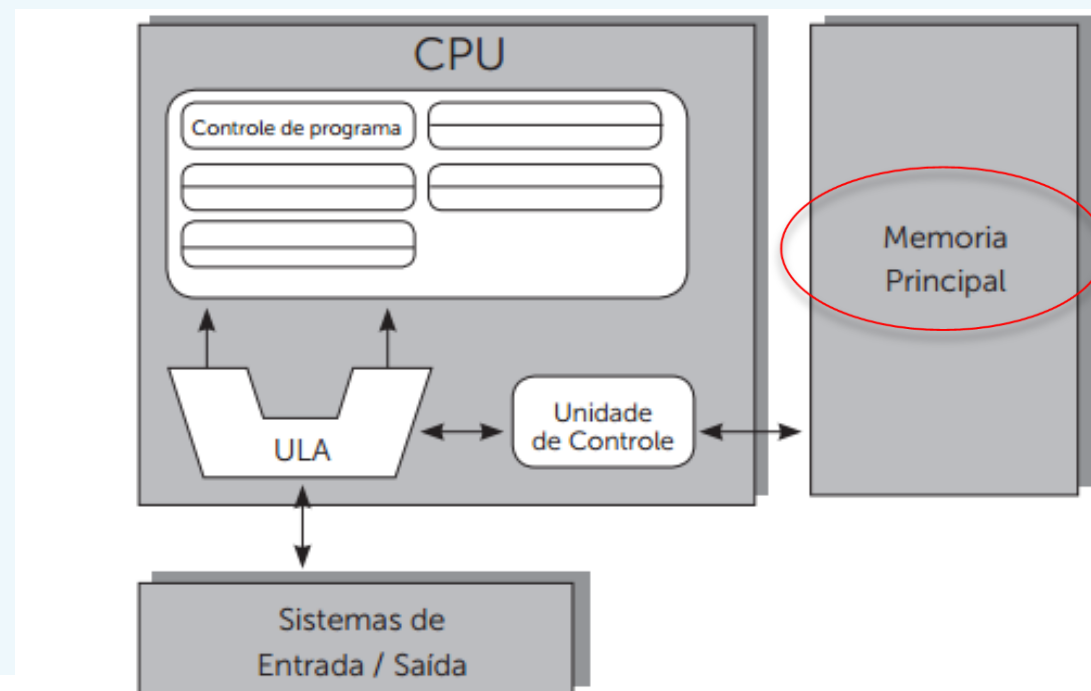 CPU
Controle de programa
Memoria
Principal
Unidade
de Controle
ULA
Sistemas de
Entrada / Saída